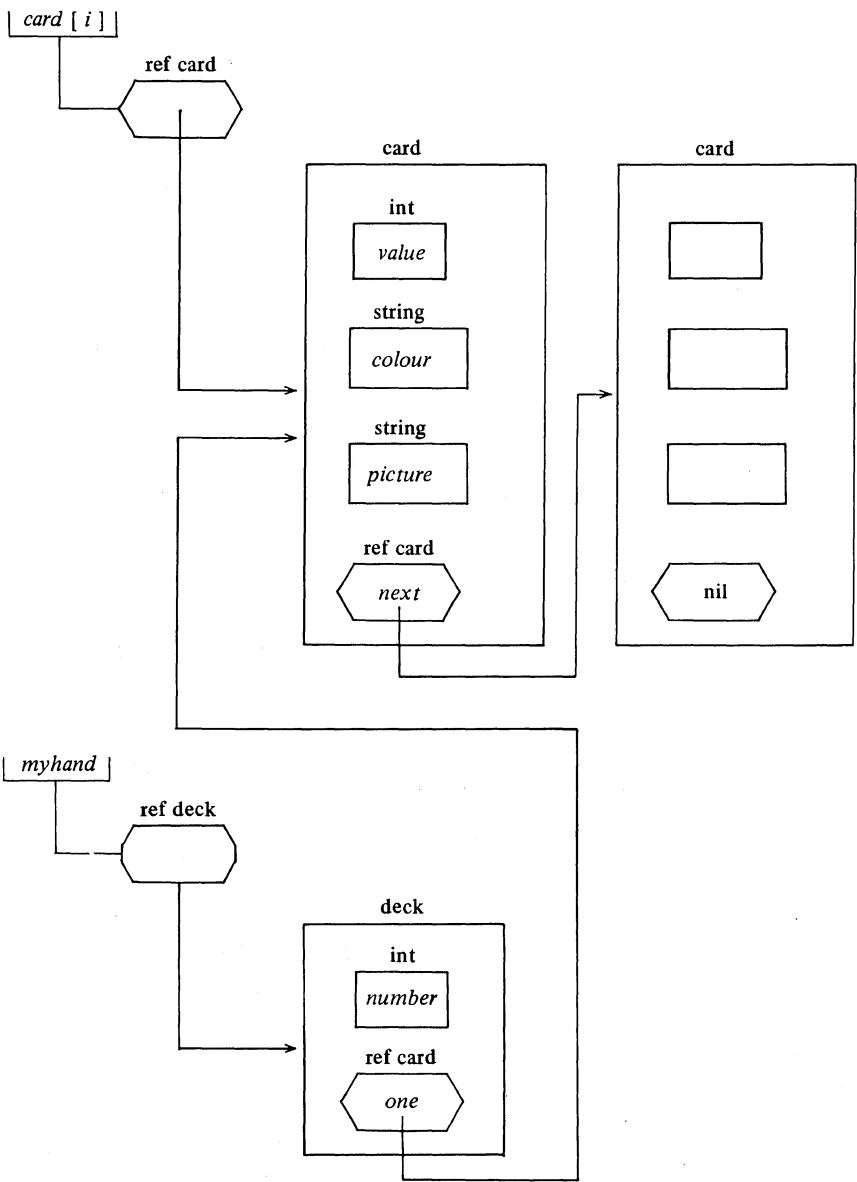 card [ i ]
ref card
card
card
int
value
string
colour
string
picture
ref card
next
nil
myhand
ref deck
deck
int
number
ref card
one